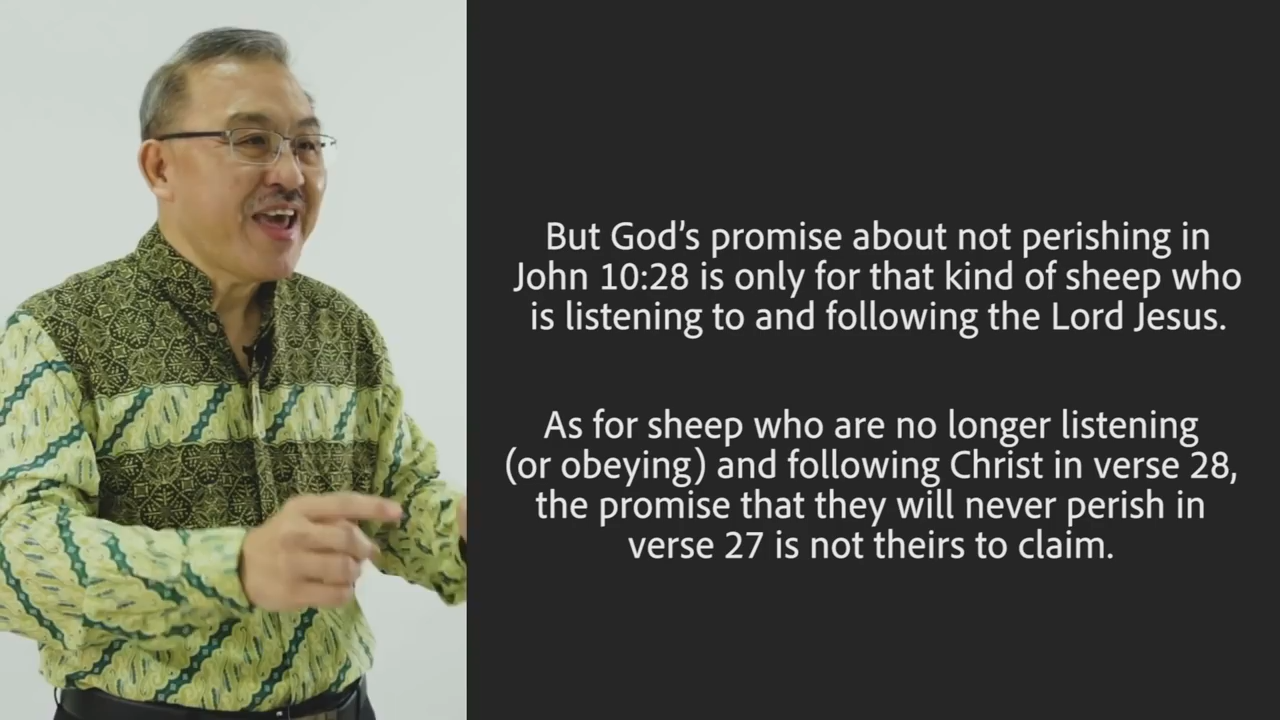 But God’s promise about not perishing in
John 10:28 is only for that kind of sheep who
is listening to and following the Lord Jesus.
As for sheep who are no longer listening
(or obeying) and following Christ in verse 28,
the promise that they will never perish in
verse 27 is not theirs to claim.